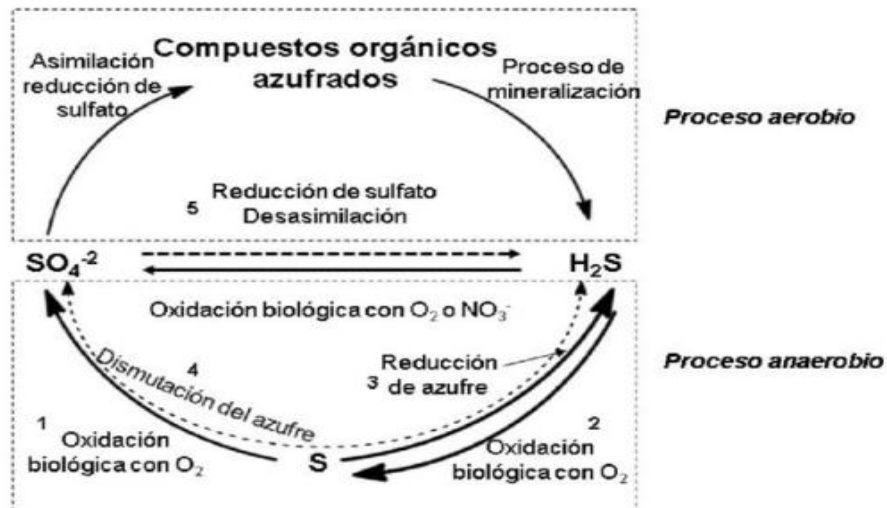 Compuestos orgánicos
azufrados
Asimilación
reducción de
sulfato
Proceso de
mineralización
Proceso aerobio
5 Reducción de sulfato
Desasimilación
SO₄⁻²
H₂S
Oxidación biológica con O₂ o NO₃⁻
Proceso anaerobio
4
Dismutación del azufre
Reducción
3 de azufre
1
Oxidación
biológica con O₂
S
2
Oxidación
biológica con O₂